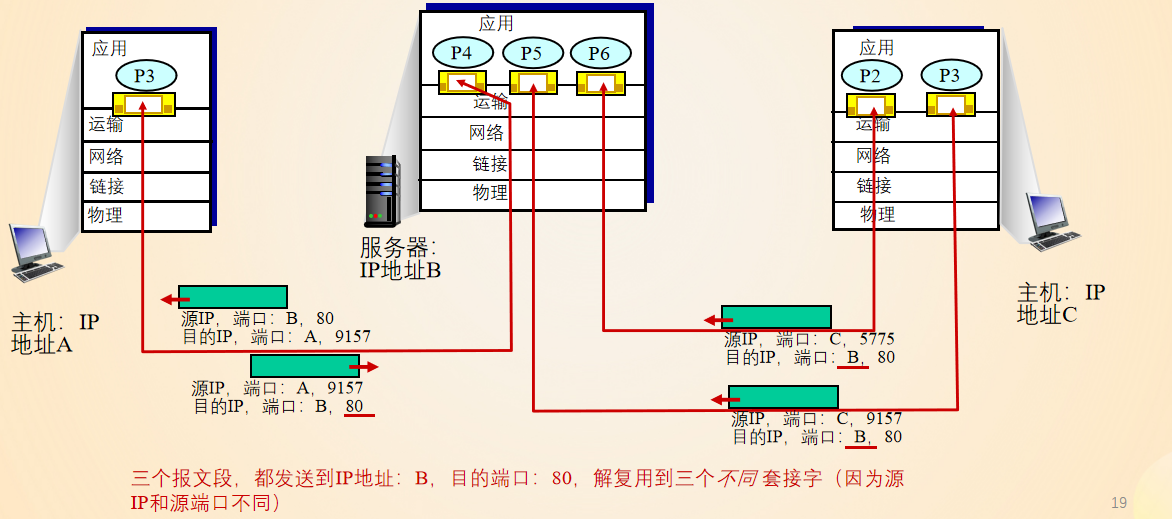 应用
P3
运输
网络
链接
物理
主机：IP
地址A
应用
P4
P5
P6
运输
网络
链接
物理
服务器：
IP地址B
应用
P2
P3
运输
网络
链接
物理
主机：IP
地址C
源IP，端口：B，80
目的IP，端口：A，9157
源IP，端口：A，9157
目的IP，端口：B，80
源IP，端口：C，5775
目的IP，端口：B，80
源IP，端口：C，9157
目的IP，端口：B，80
三个报文段，都发送到IP地址：B，目的端口：80，解复用到三个不同 套接字（因为源
IP和源端口不同）
19